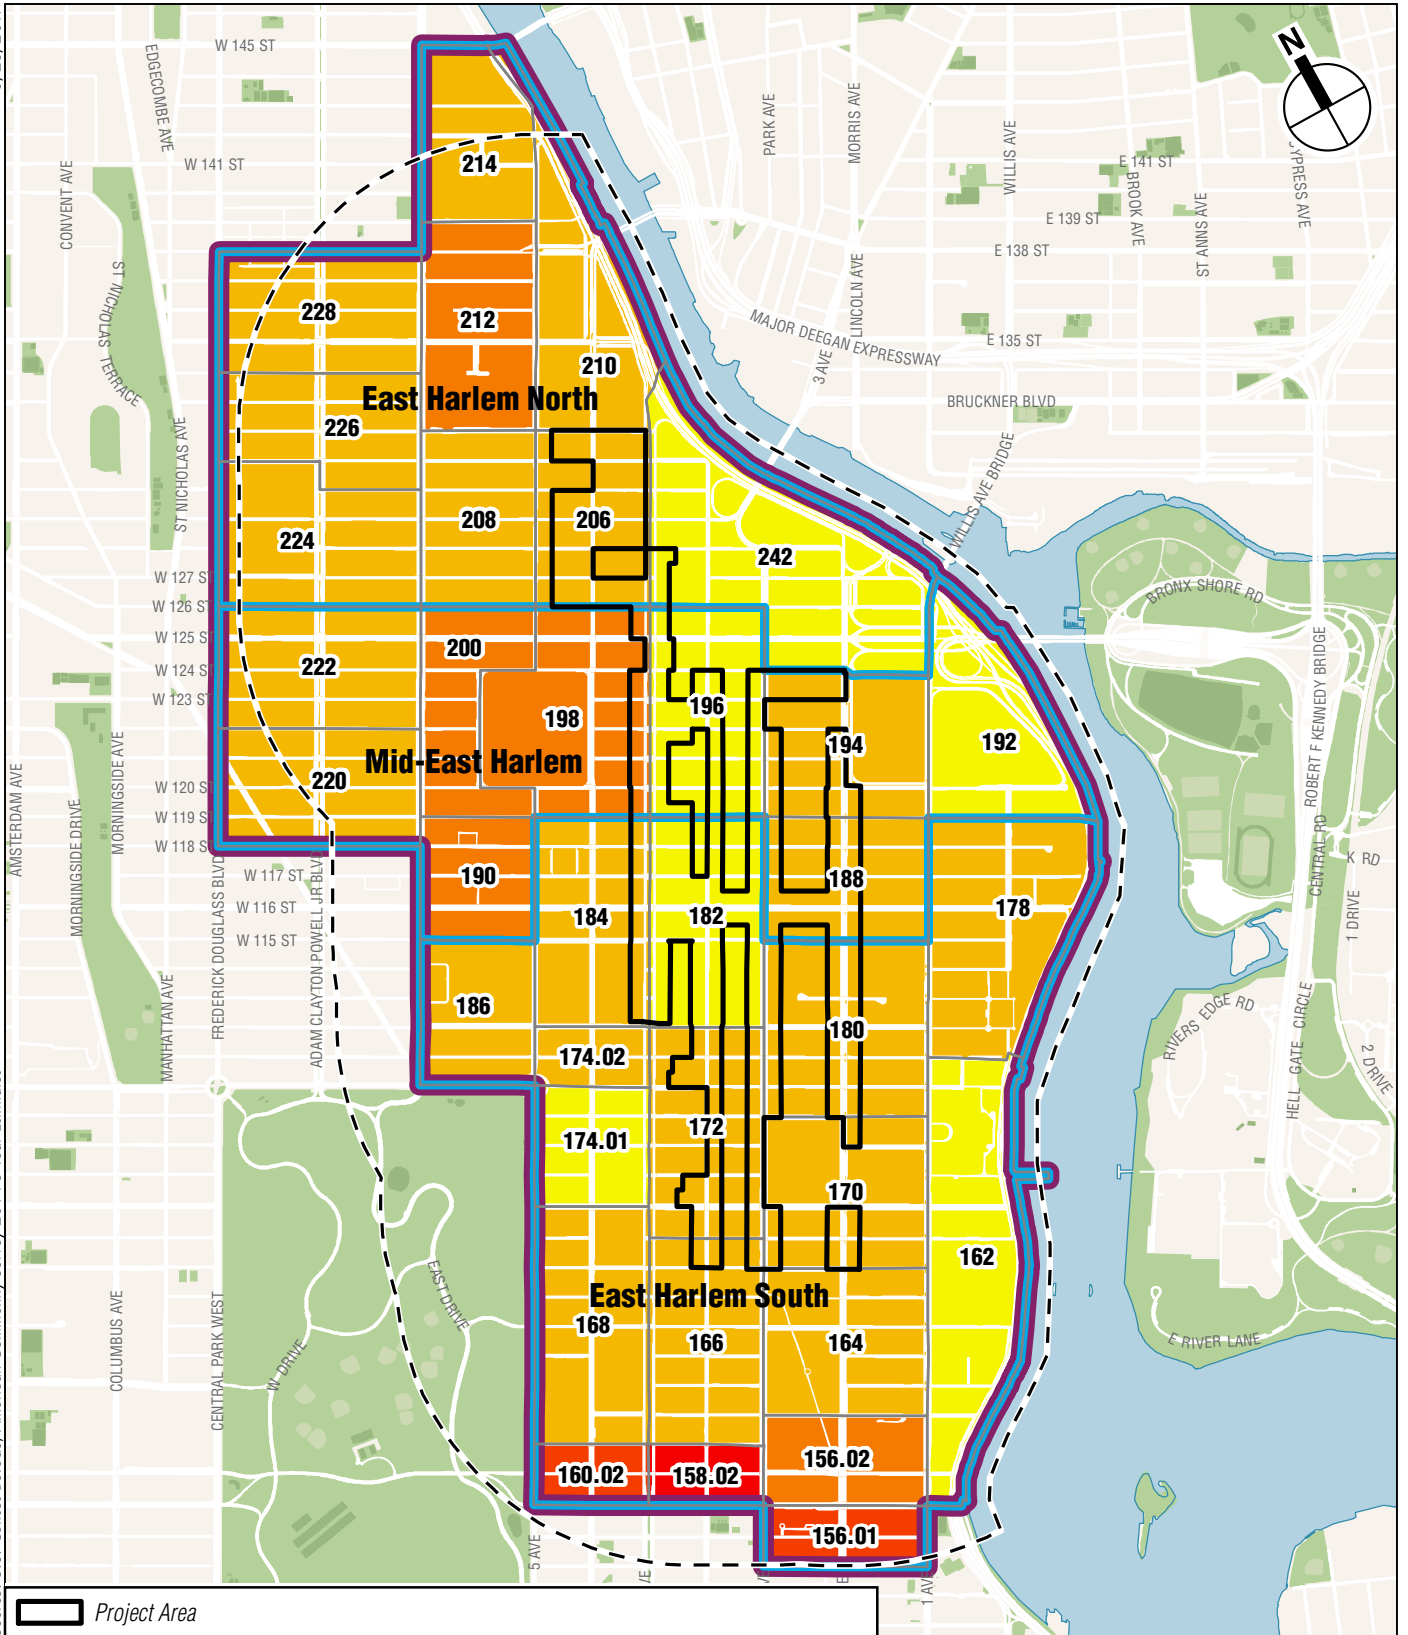 W 145 ST
EDGECOMBE AVE
W 141 ST
CONVENT AVE
PARK AVE
MORRIS AVE
WILLIS AVE
E 141 ST
BROOK AVE
CYPRESS AVE
N
E 139 ST
E 138 ST
ST ANNS AVE
214
ST NICHOLAS TERRACE
228
212
LINCOLN AVE
MAJOR DEEGAN EXPRESSWAY
E 135 ST
3 AVE
210
East Harlem North
BRUCKNER BLVD
226
ST NICHOLAS AVE
WILLIS AVE BRIDGE
208
206
224
242
W 127 ST
W 126 ST
W 125 ST
W 124 ST
W 123 ST
BRONX SHORE RD
200
222
198
196
194
192
ROBERT F KENNEDY BRIDGE
Mid-East Harlem
220
W 120 ST
W 119 ST
W 118 S
AMSTERDAM AVE
MORNINGSIDE DRIVE
MORNINGSIDE AVE
CENTRAL RD
K RD
1 DRIVE
W 117 ST
W 116 ST
W 115 ST
190
188
184
182
178
FREDERICK DOUGLASS BLVD
ADAM CLAYTON POWELL JR BLVD
MANHATTAN AVE
186
180
RIVERS EDGE RD
HELL GATE CIRCLE
2 DRIVE
174.02
172
174.01
170
162
EAST DRIVE
East Harlem South
168
166
164
E RIVER LANE
COLUMBUS AVE
CENTRAL PARK WEST
W DRIVE
156.02
160.02
158.02
156.01
5 AVE
1 AVE
Project Area